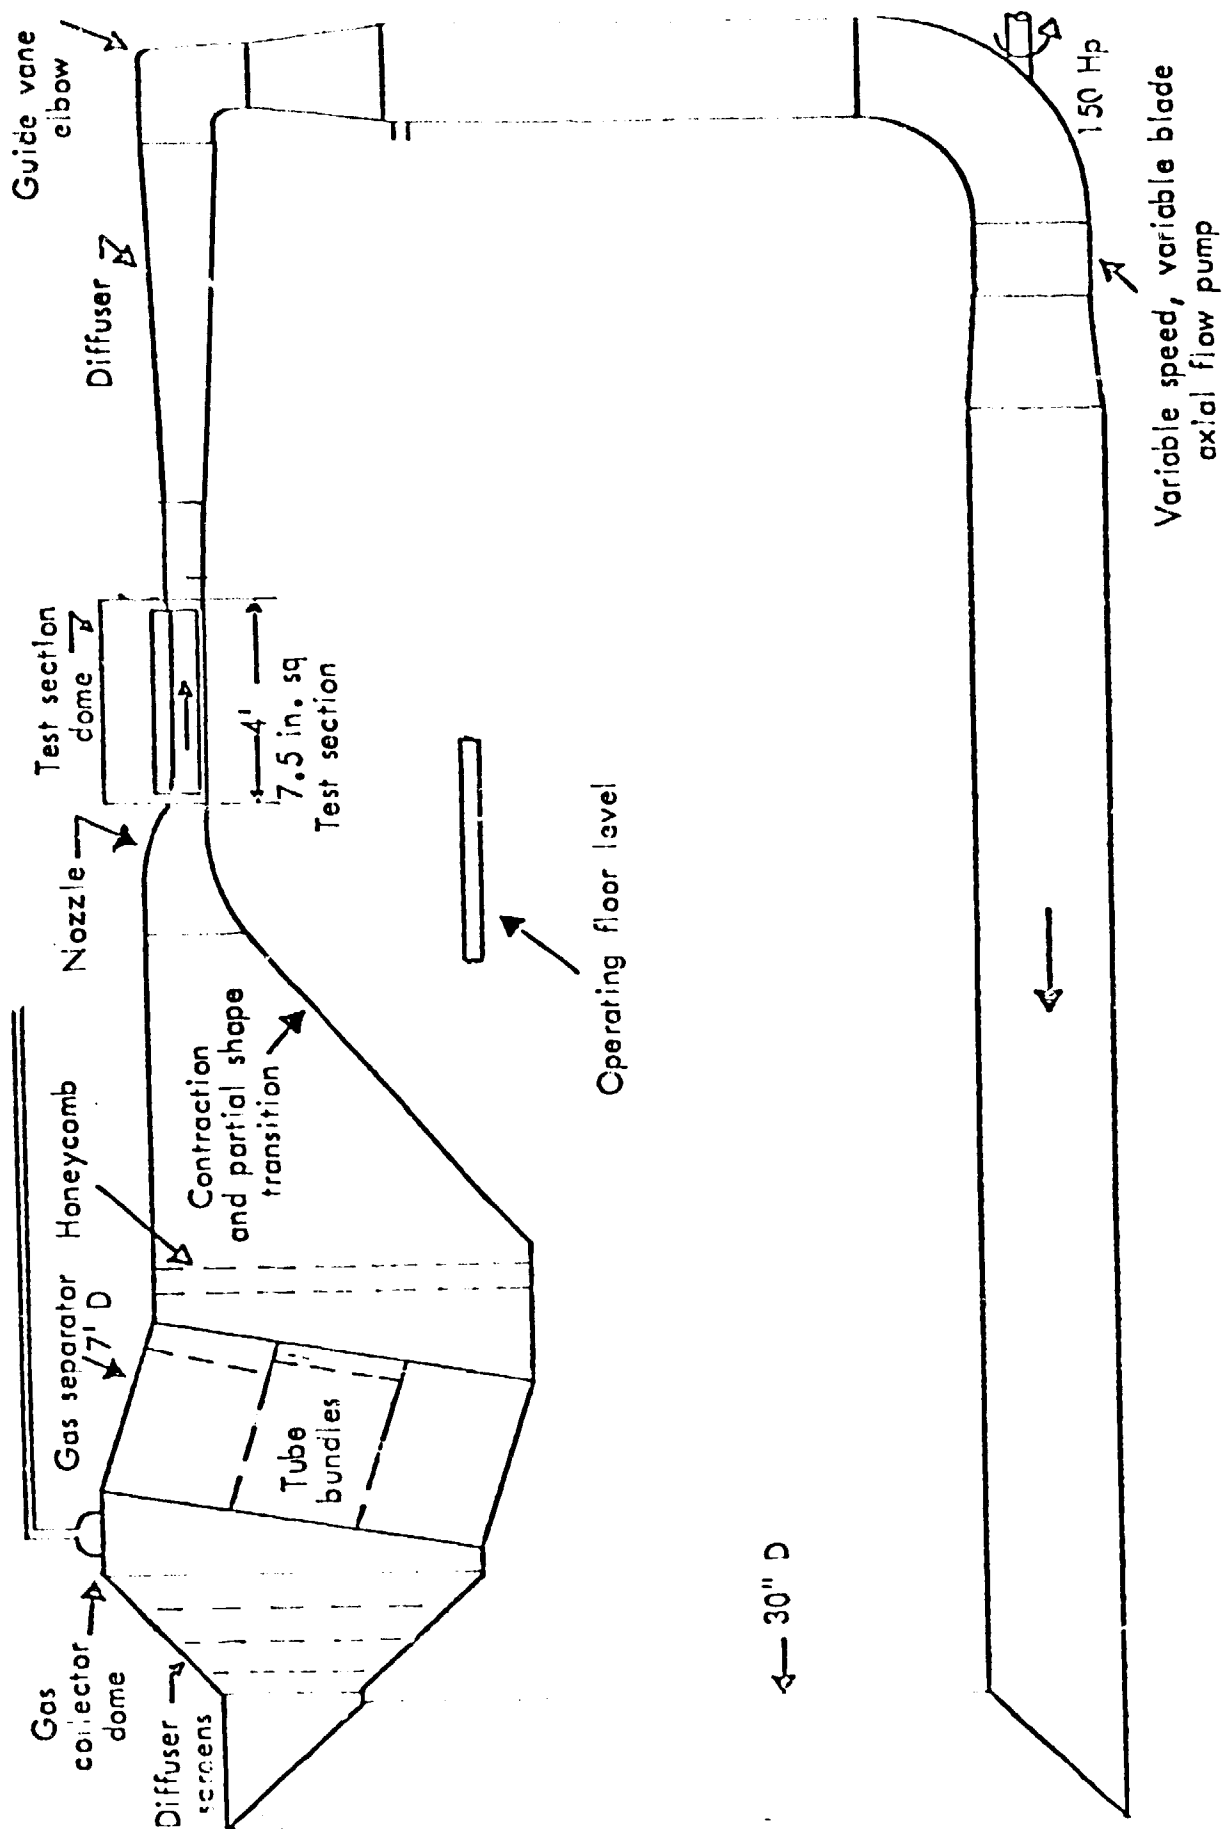 Gas
collector
dome
Diffuser
screens
Gas separator
7' D
Honeycomb
Tube
bundles
Contraction
and partial shape
transition
Nozzle
Test section
dome
4'
7.5 in. sq
Test section
Diffuser
Guide vane
elbow
Operating floor level
30" D
150 Hp
Variable speed, variable blade
axial flow pump